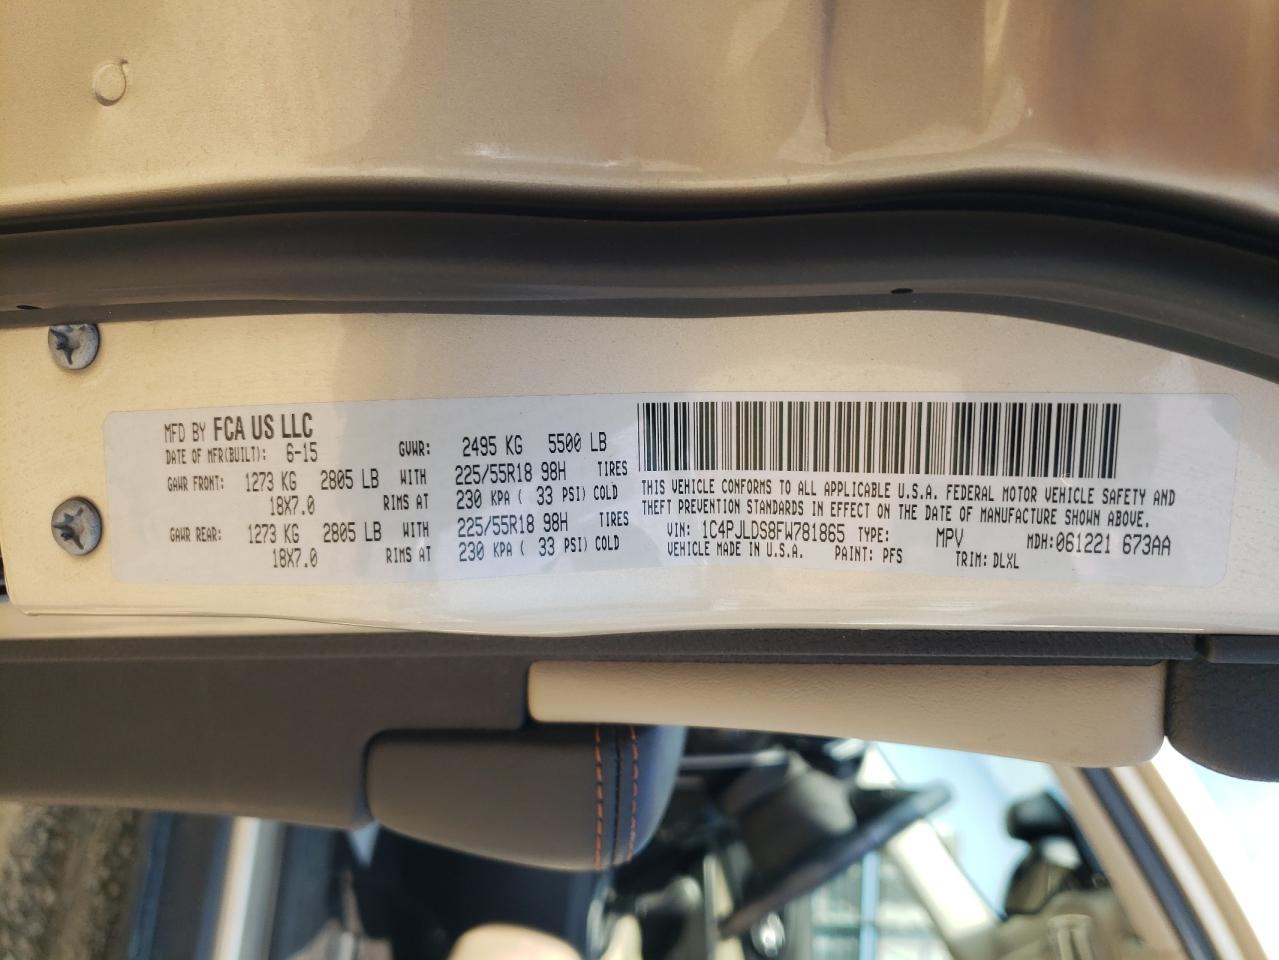 MFD BY FCA US LLC
DATE OF MFR(BUILT): 6-15 GVWR: 2495 KG 5500 LB
GAWR FRONT: 1273 KG 2805 LB WITH 225/55R18 98H TIRES
18X7.0 RIMS AT 230 KPA ( 33 PSI) COLD
GAWR REAR: 1273 KG 2805 LB WITH 225/55R18 98H TIRES
18X7.0 RIMS AT 230 KPA ( 33 PSI) COLD
THIS VEHICLE CONFORMS TO ALL APPLICABLE U.S.A. FEDERAL MOTOR VEHICLE SAFETY AND
THEFT PREVENTION STANDARDS IN EFFECT ON THE DATE OF MANUFACTURE SHOWN ABOVE.
VIN: 1C4PJLDS8FW781865 TYPE: MPV MDH:061221 673AA
VEHICLE MADE IN U.S.A. PAINT: PFS TRIM: DLXL